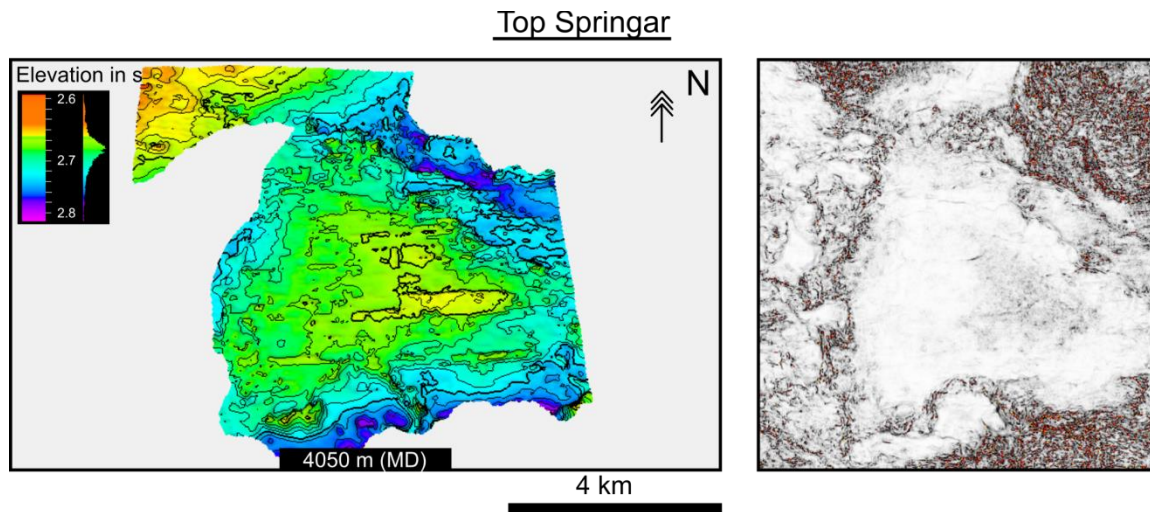 Top Springar
Elevation in s
2.6
2.7
2.8
N
4050 m (MD)
4 km